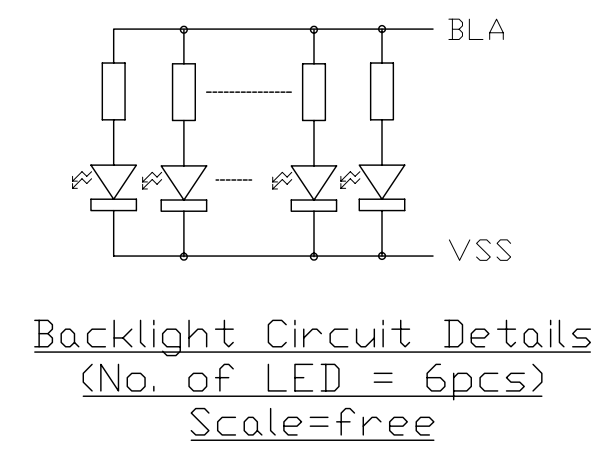 BLA
VSS
Backlight Circuit Details
(No. of LED = 6pcs)
Scale=free